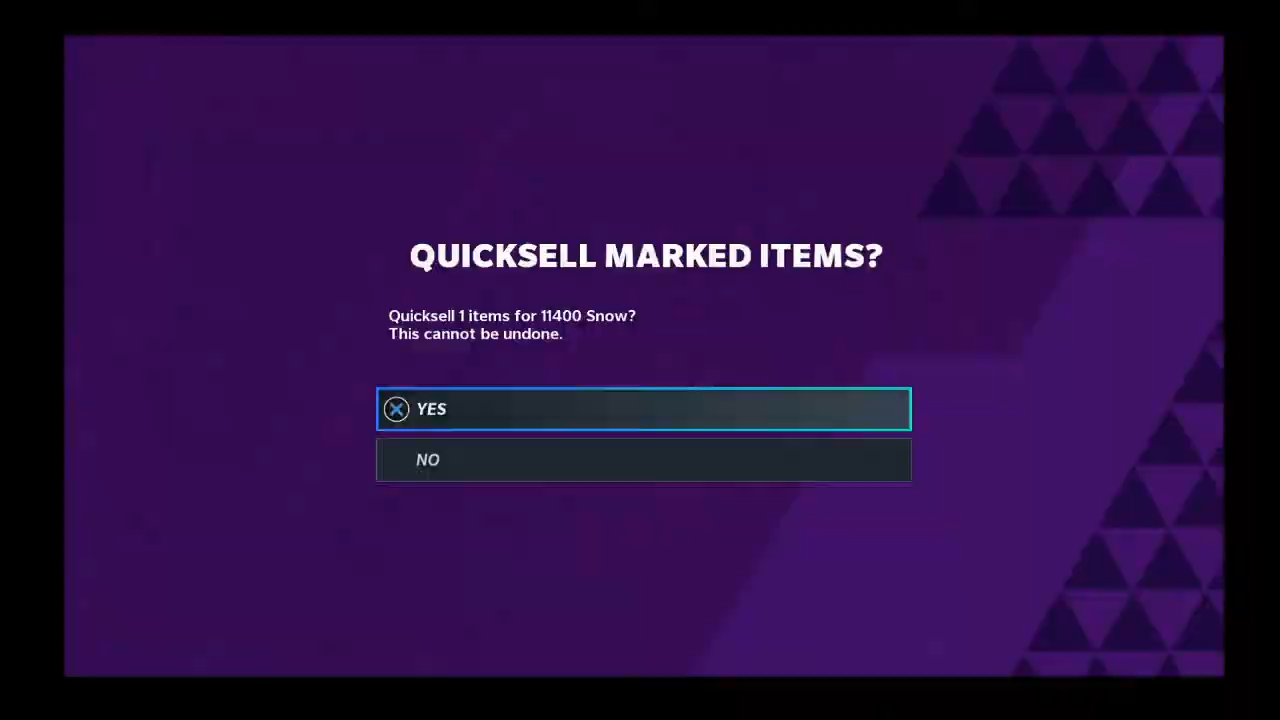 QUICKSELL MARKED ITEMS?
Quicksell 1 items for 11400 Snow?
This cannot be undone.
YES
NO